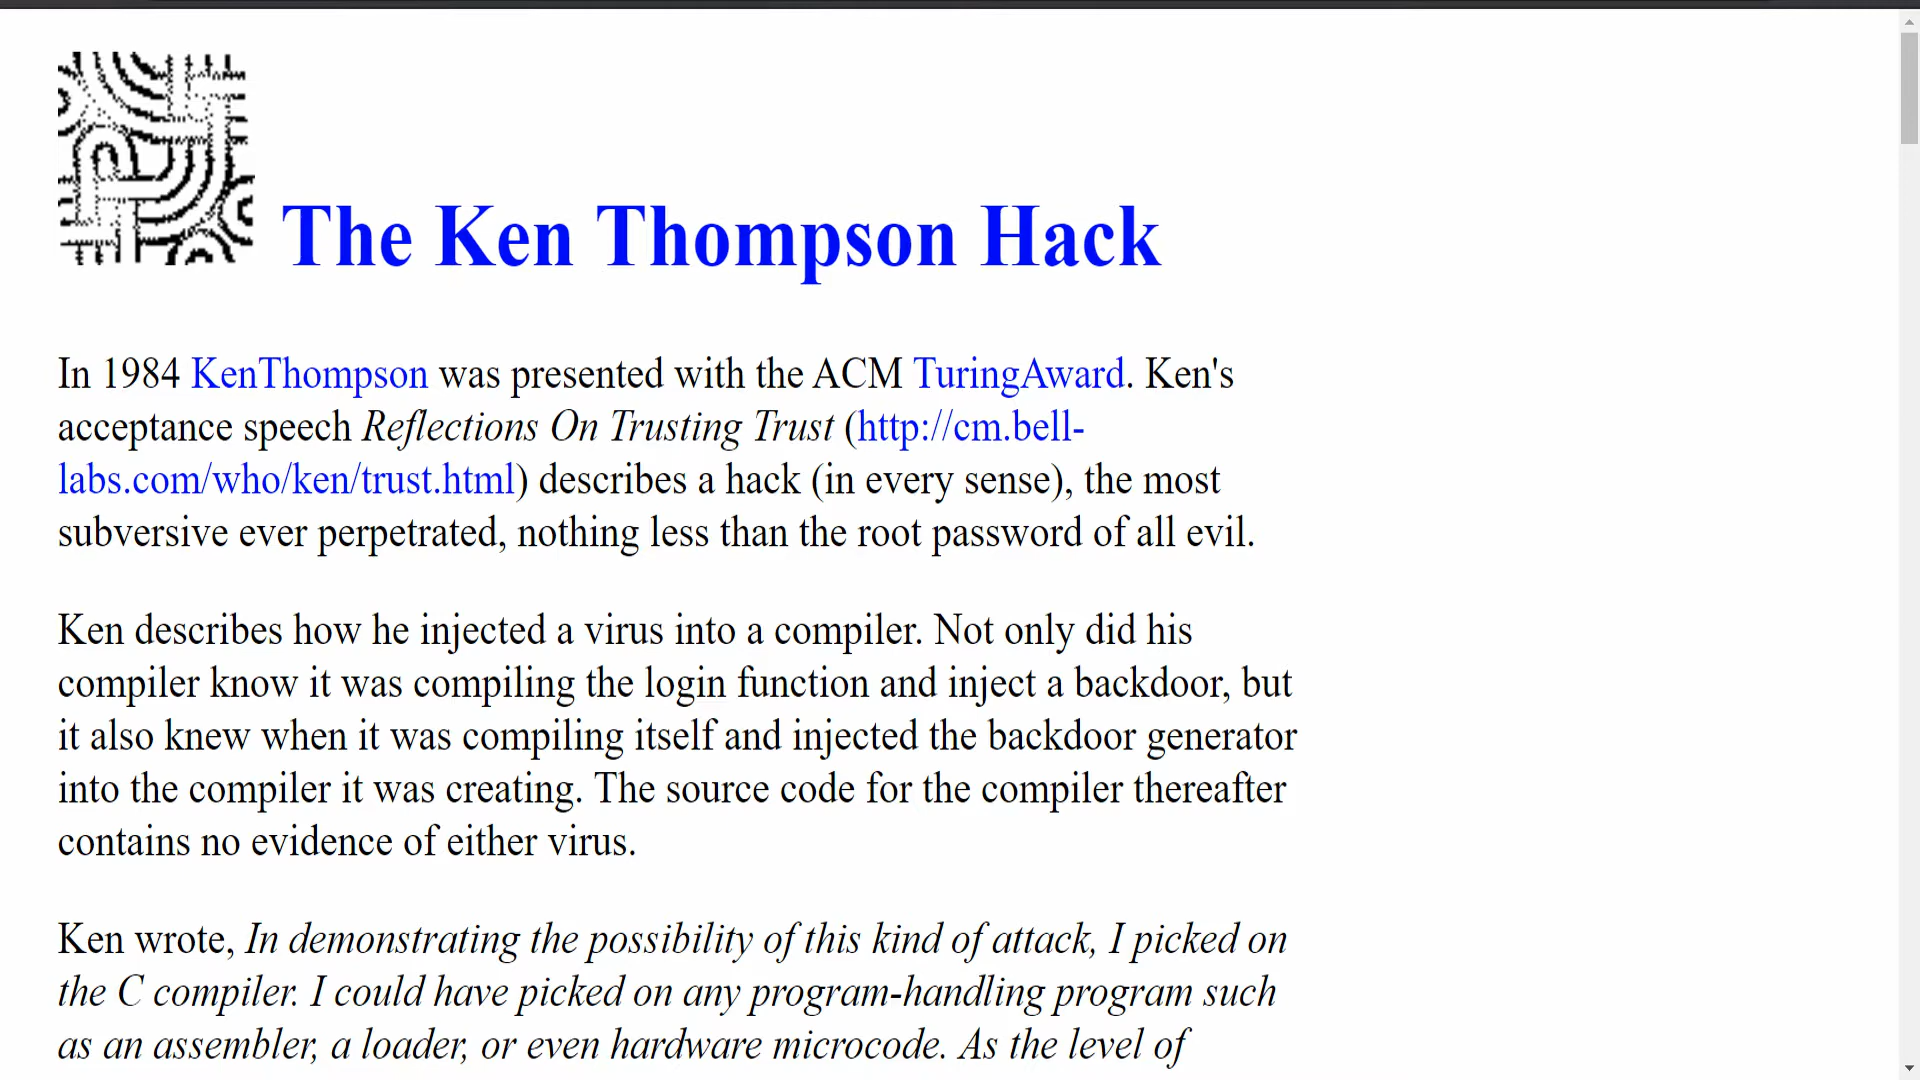 The Ken Thompson Hack
In 1984 KenThompson was presented with the ACM TuringAward. Ken's
acceptance speech Reflections On Trusting Trust (http://cm.bell-
labs.com/who/ken/trust.html) describes a hack (in every sense), the most
subversive ever perpetrated, nothing less than the root password of all evil.
Ken describes how he injected a virus into a compiler. Not only did his
compiler know it was compiling the login function and inject a backdoor, but
it also knew when it was compiling itself and injected the backdoor generator
into the compiler it was creating. The source code for the compiler thereafter
contains no evidence of either virus.
Ken wrote, In demonstrating the possibility of this kind of attack, I picked on
the C compiler. I could have picked on any program-handling program such
as an assembler, a loader, or even hardware microcode. As the level of